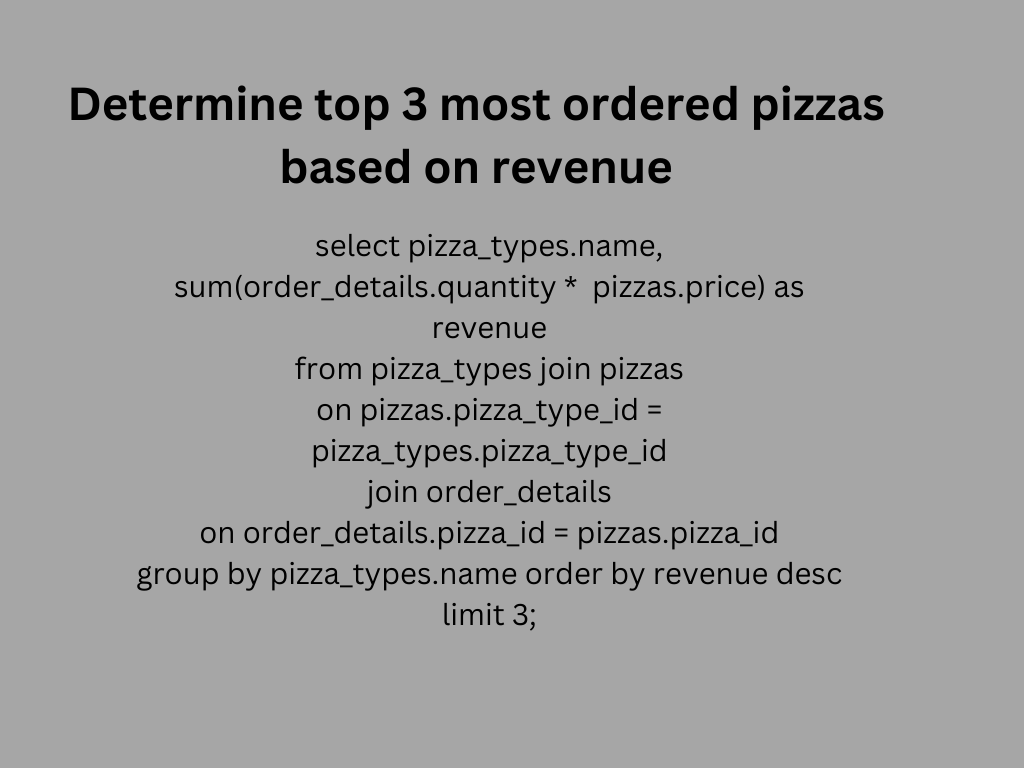 Determine top 3 most ordered pizzas
based on revenue
select pizza_types.name,
sum(order_details.quantity *  pizzas.price) as
revenue
from pizza_types join pizzas
on pizzas.pizza_type_id =
pizza_types.pizza_type_id
join order_details
on order_details.pizza_id = pizzas.pizza_id
group by pizza_types.name order by revenue desc
limit 3;